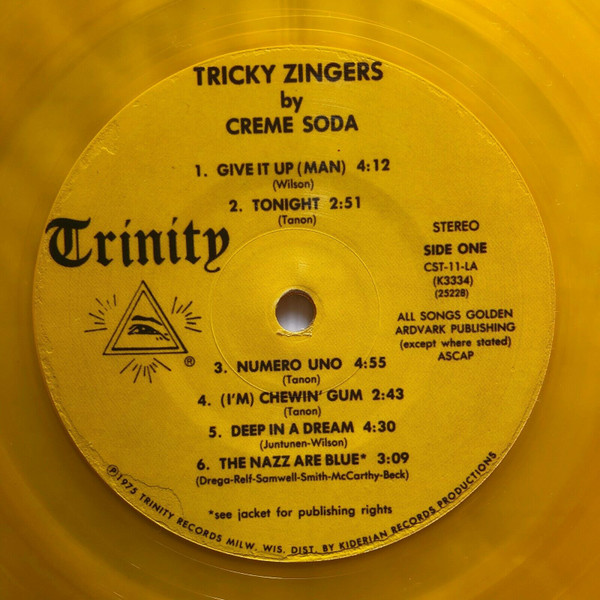 TRICKY ZINGERS
by
CREME SODA
1. GIVE IT UP (MAN) 4:12
(Wilson)
2. TONIGHT 2:51
(Tanon)
Trinity
®
STEREO
SIDE ONE
CST-11-LA
(K3334)
(25228)
ALL SONGS GOLDEN
ARDVARK PUBLISHING
(except where stated)
ASCAP
3. NUMERO UNO 4:55
(Tanon)
4. (I'M) CHEWIN' GUM 2:43
(Tanon)
5. DEEP IN A DREAM 4:30
(Juntunen-Wilson)
6. THE NAZZ ARE BLUE* 3:09
(Drega-Relf-Samwell-Smith-McCarthy-Beck)
*see jacket for publishing rights
℗1975 TRINITY RECORDS MILW. WIS. DIST. BY KIDERIAN RECORDS PRODUCTIONS